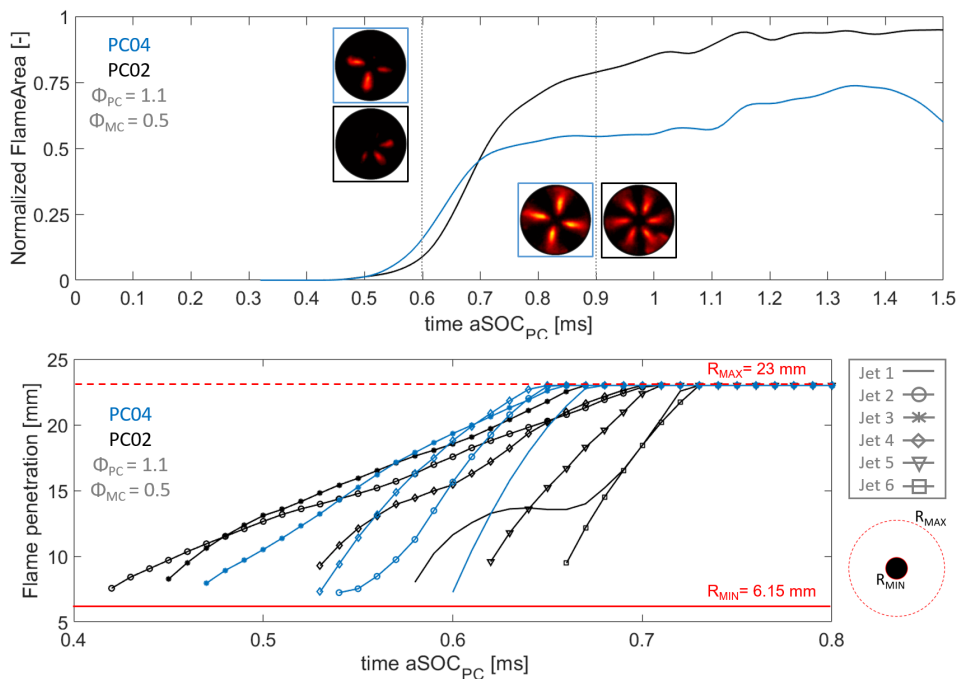 1
0.75
0.5
0.25
0
Normalized FlameArea [-]
PC04
PC02
Φ_PC = 1.1
Φ_MC = 0.5
0 0.1 0.2 0.3 0.4 0.5 0.6 0.7 0.8 0.9 1 1.1 1.2 1.3 1.4 1.5
time aSOC_PC [ms]
25
20
15
10
5
Flame penetration [mm]
R_MAX= 23 mm
PC04
PC02
Φ_PC = 1.1
Φ_MC = 0.5
R_MIN= 6.15 mm
0.4 0.5 0.6 0.7 0.8
time aSOC_PC [ms]
Jet 1
Jet 2
Jet 3
Jet 4
Jet 5
Jet 6
R_MAX
R_MIN